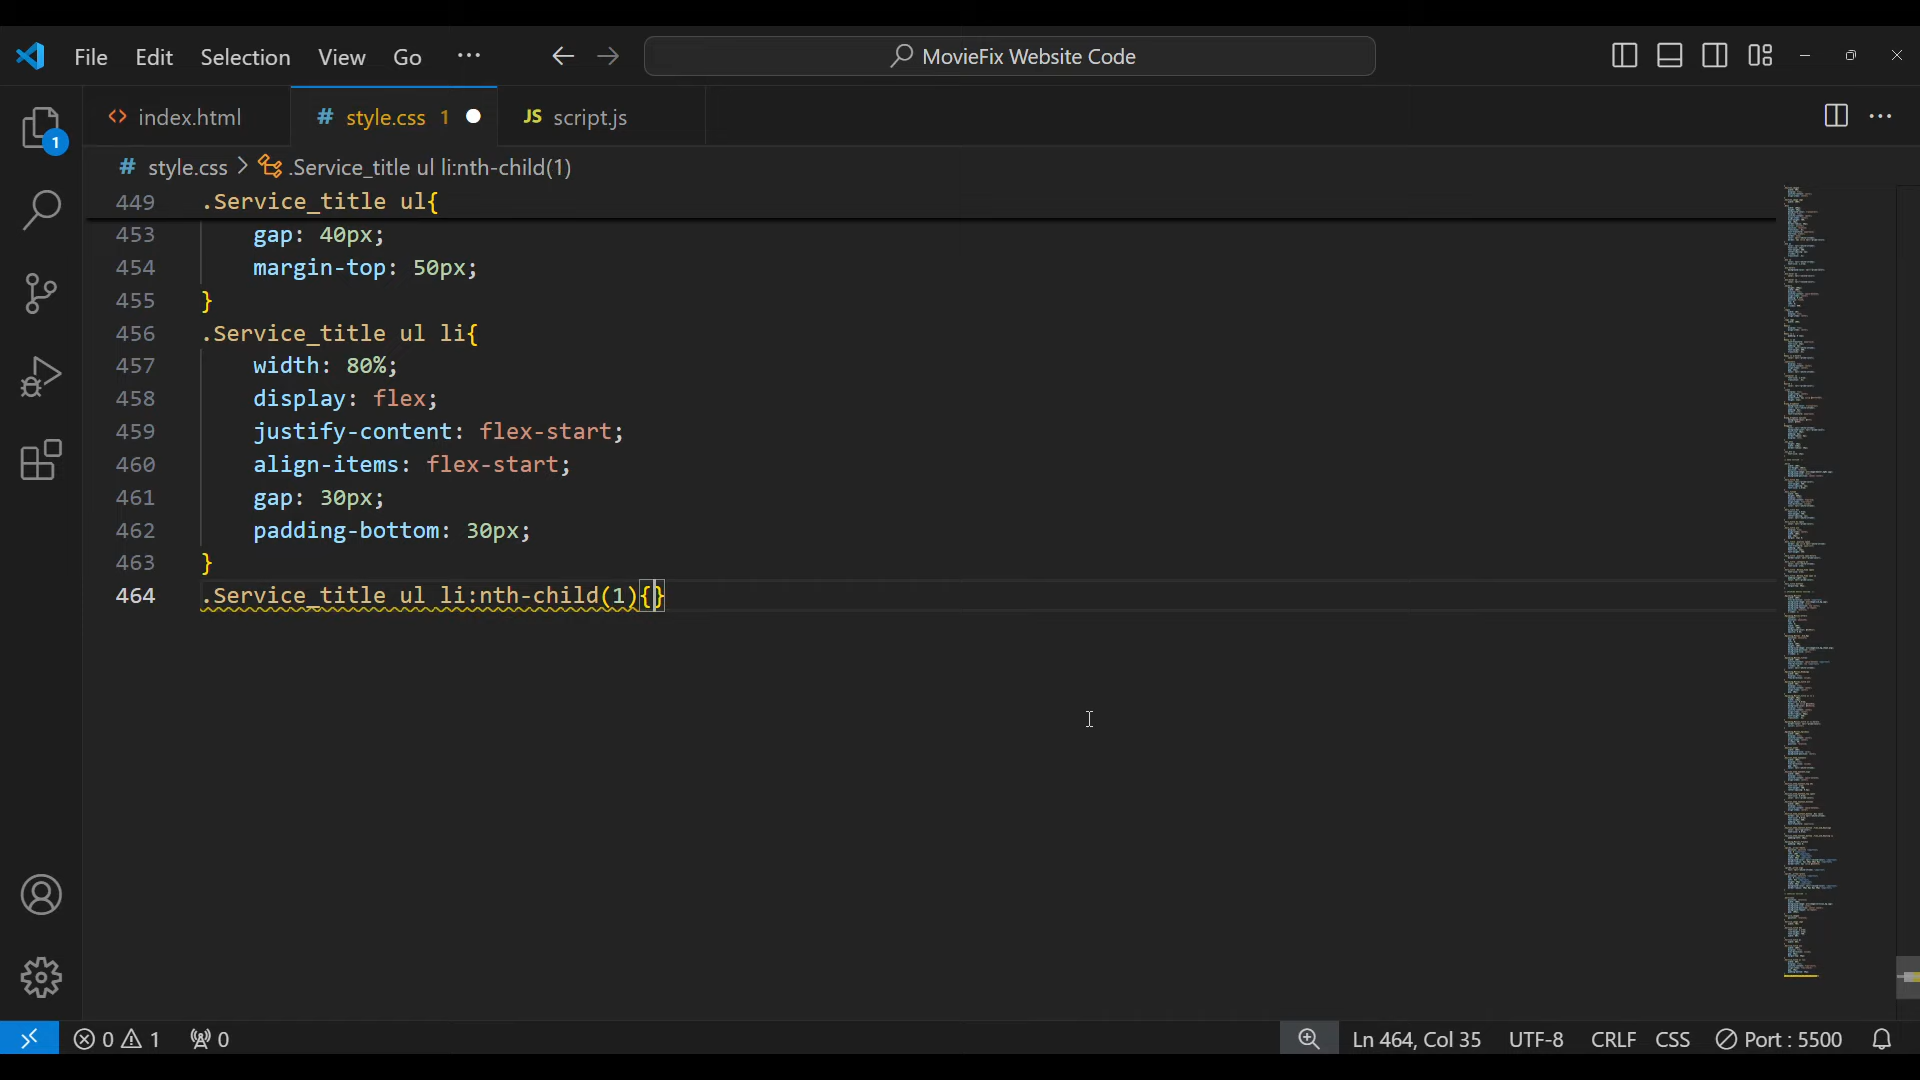 File Edit Selection View Go ··· MovieFix Website Code
1 index.html # style.css 1 JS script.js
# style.css > .Service_title ul li:nth-child(1)
449 .Service_title ul{
453 gap: 40px;
454 margin-top: 50px;
455 }
456 .Service_title ul li{
457 width: 80%;
458 display: flex;
459 justify-content: flex-start;
460 align-items: flex-start;
461 gap: 30px;
462 padding-bottom: 30px;
463 }
464 .Service_title ul li:nth-child(1){}
0 1 0 Ln 464, Col 35 UTF-8 CRLF CSS Port : 5500